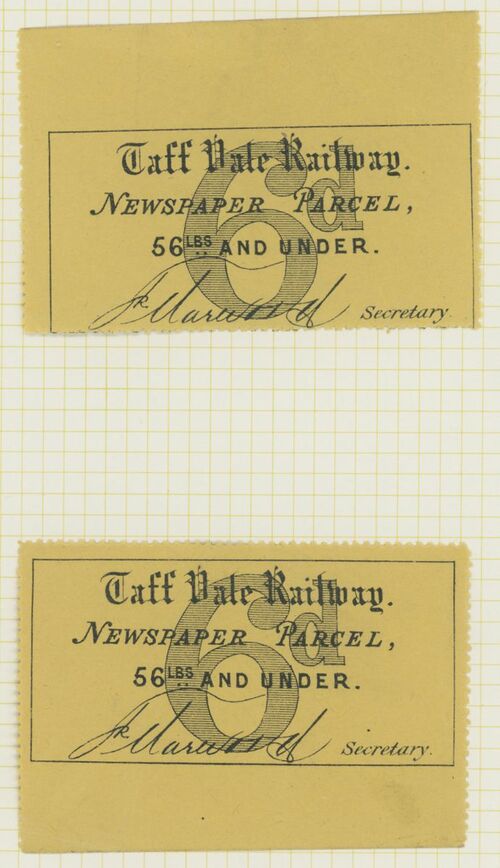 Taff Vale Railway.
6d
NEWSPAPER PARCEL,
56 LBS AND UNDER.
Secretary.
Taff Vale Railway.
6d
NEWSPAPER PARCEL,
56 LBS AND UNDER.
Secretary.